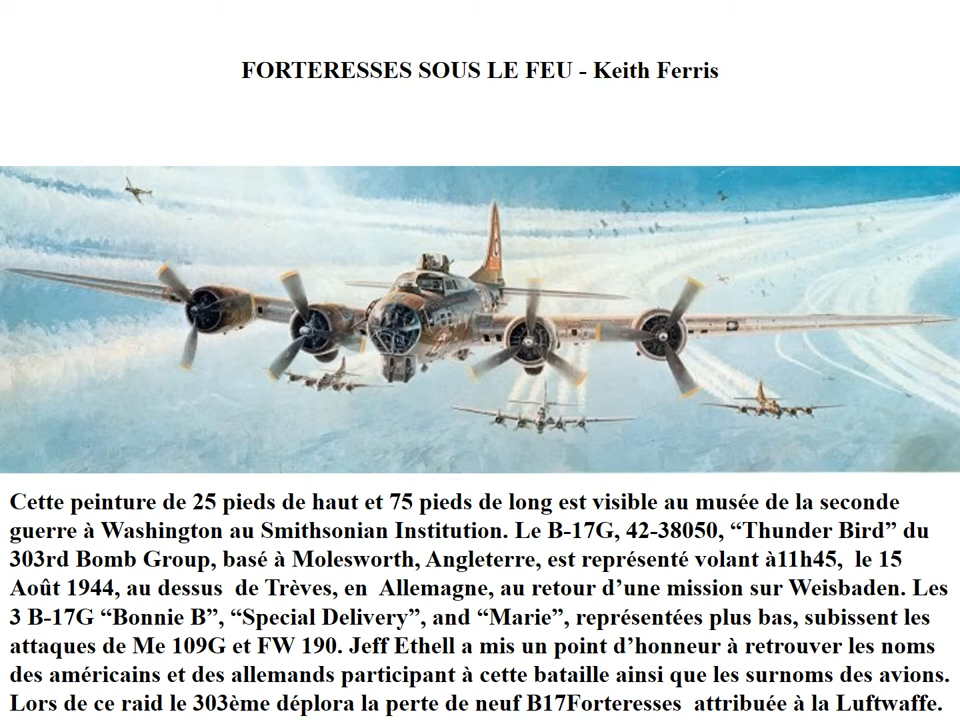 FORTERESSES SOUS LE FEU - Keith Ferris
Cette peinture de 25 pieds de haut et 75 pieds de long est visible au musée de la seconde
guerre à Washington au Smithsonian Institution. Le B-17G, 42-38050, “Thunder Bird” du
303rd Bomb Group, basé à Molesworth, Angleterre, est représenté volant à11h45,  le 15
Août 1944, au dessus  de Trèves, en  Allemagne, au retour d’une mission sur Weisbaden. Les
3 B-17G “Bonnie B”, “Special Delivery”, and “Marie”, représentées plus bas, subissent les
attaques de Me 109G et FW 190. Jeff Ethell a mis un point d’honneur à retrouver les noms
des américains et des allemands participant à cette bataille ainsi que les surnoms des avions.
Lors de ce raid le 303ème déplora la perte de neuf B17Forteresses  attribuée à la Luftwaffe.